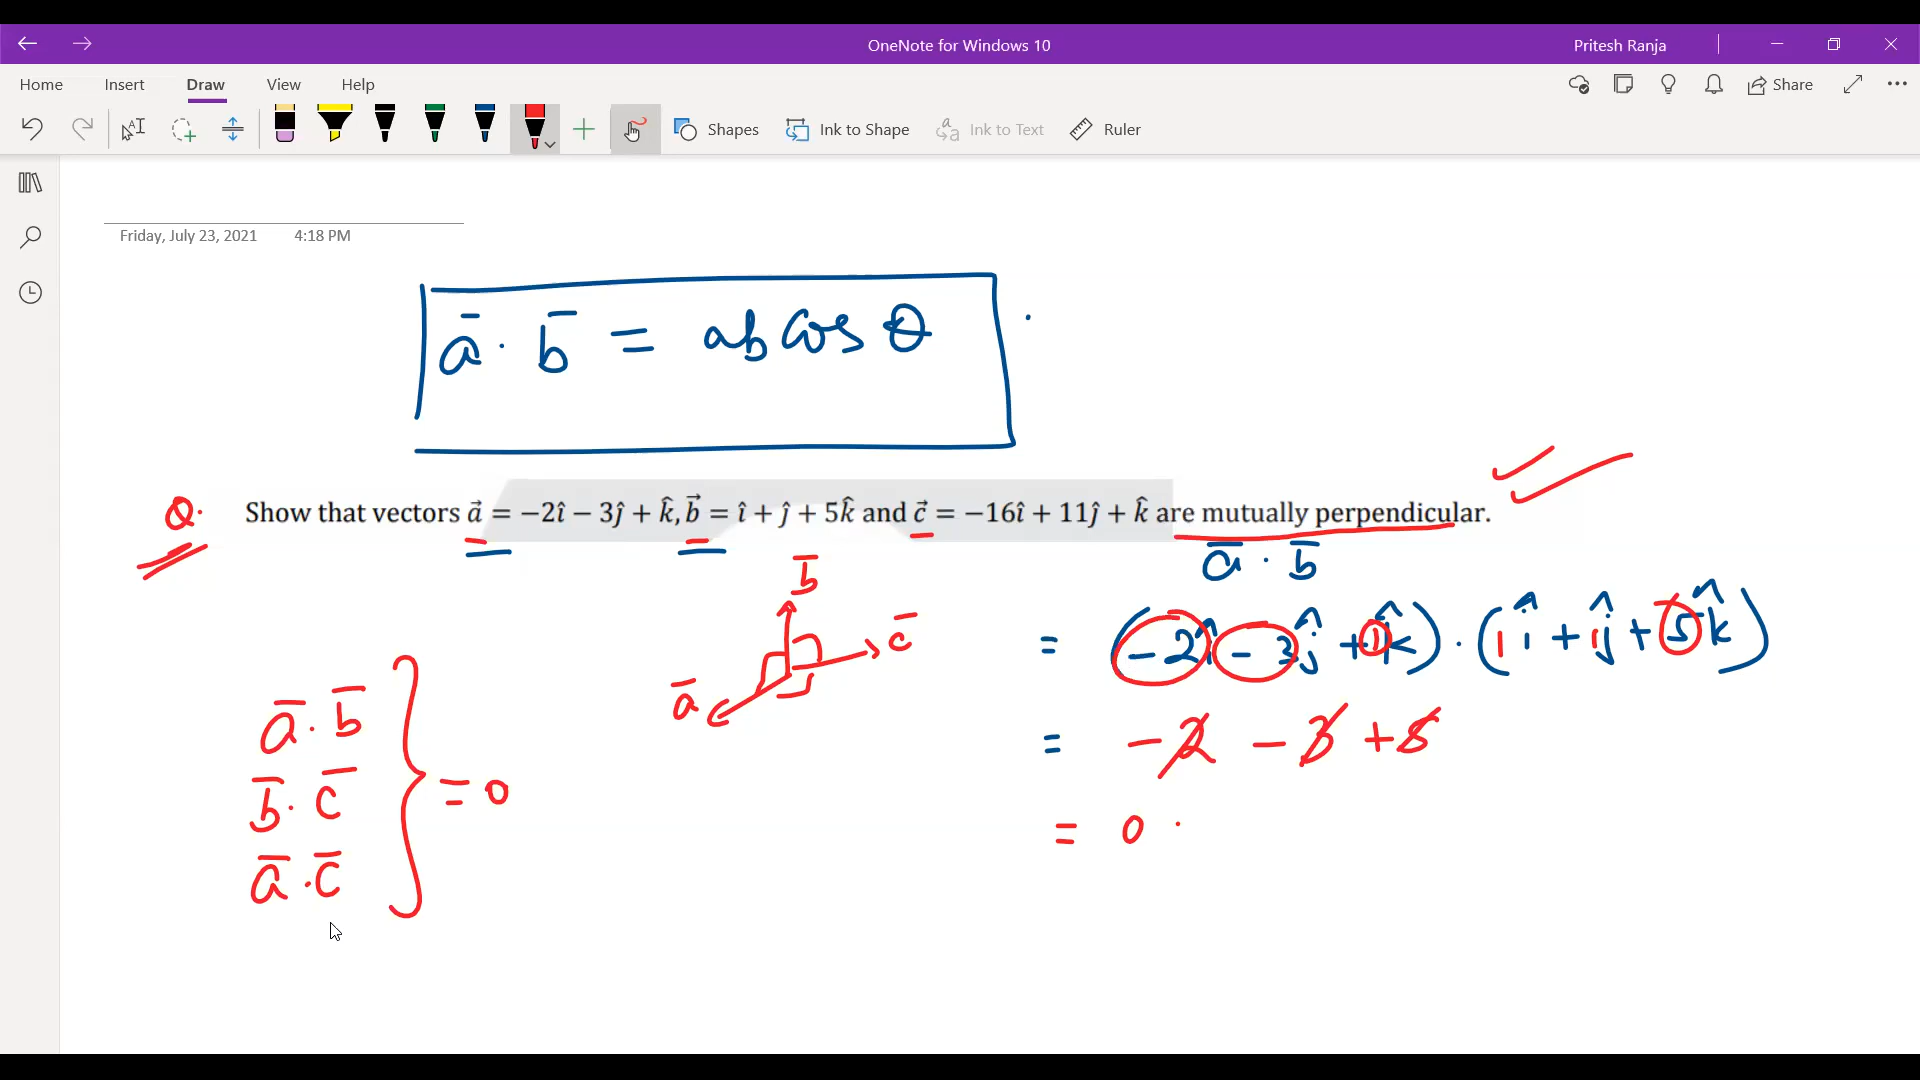 OneNote for Windows 10
Pritesh Ranja
Home Insert Draw View Help
Share
Shapes Ink to Shape Ink to Text Ruler
Friday, July 23, 2021 4:18 PM
a̅ · b̅ = ab cos θ
Q. Show that vectors a⃗ = −2î − 3ĵ + k̂, b⃗ = î + ĵ + 5k̂ and c⃗ = −16î + 11ĵ + k̂ are mutually perpendicular.
a̅ · b̅
= (−2î − 3ĵ + 1k̂) · (1î + 1ĵ + 5k̂)
= −2 − 3 + 5
= 0 ·
b̅
c̅
a̅
a̅ · b̅
b̅ · c̅
a̅ · c̅
} = 0